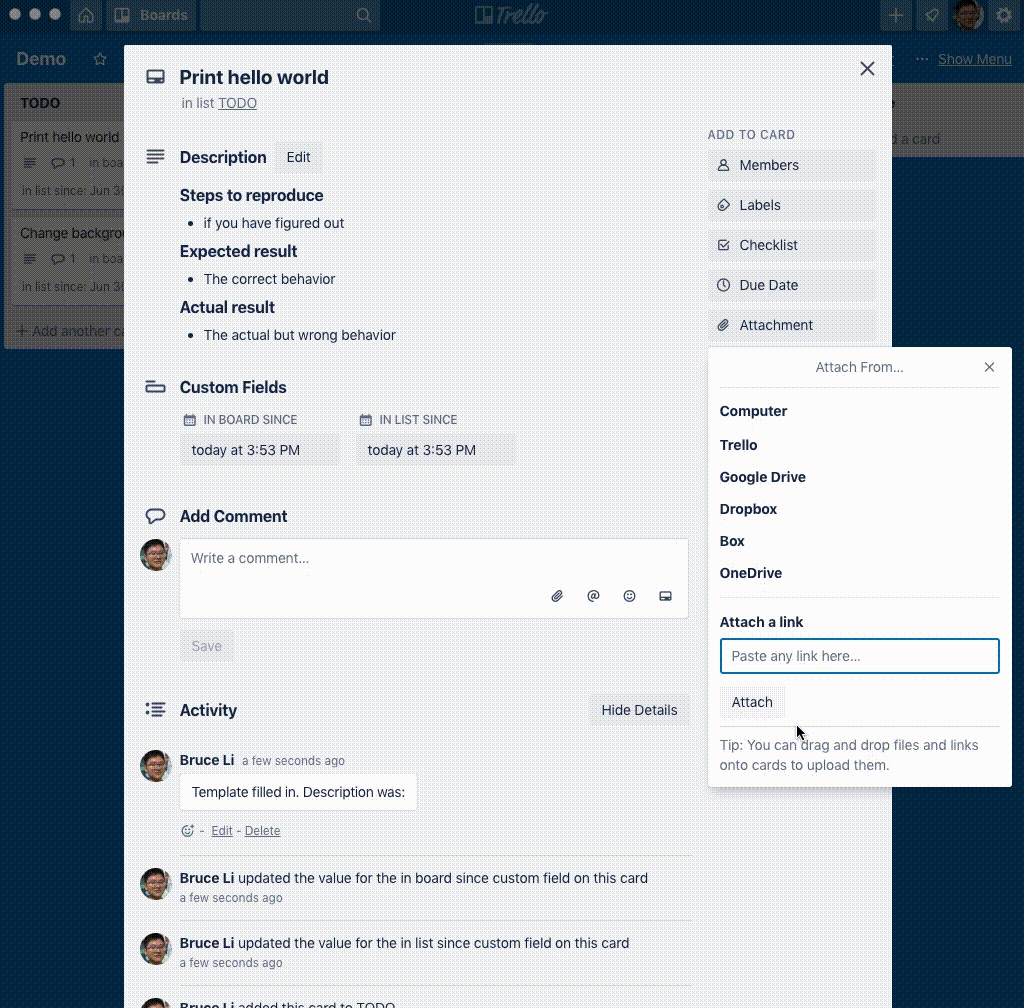 Boards
Trello
Demo
Show Menu
TODO
Print hello world
1 in boa
in list since: Jun 30
Change backgrou
1 in boa
in list since: Jun 30
+ Add another ca
d a card
Print hello world
in list TODO
Description Edit
Steps to reproduce
• if you have figured out
Expected result
• The correct behavior
Actual result
• The actual but wrong behavior
Custom Fields
IN BOARD SINCE IN LIST SINCE
today at 3:53 PM today at 3:53 PM
Add Comment
Write a comment…
Save
Activity Hide Details
Bruce Li a few seconds ago
Template filled in. Description was:
- Edit - Delete
Bruce Li updated the value for the in board since custom field on this card
a few seconds ago
Bruce Li updated the value for the in list since custom field on this card
a few seconds ago
Bruce Li added this card to TODO
ADD TO CARD
Members
Labels
Checklist
Due Date
Attachment
Attach From…
Computer
Trello
Google Drive
Dropbox
Box
OneDrive
Attach a link
Paste any link here…
Attach
Tip: You can drag and drop files and links
onto cards to upload them.